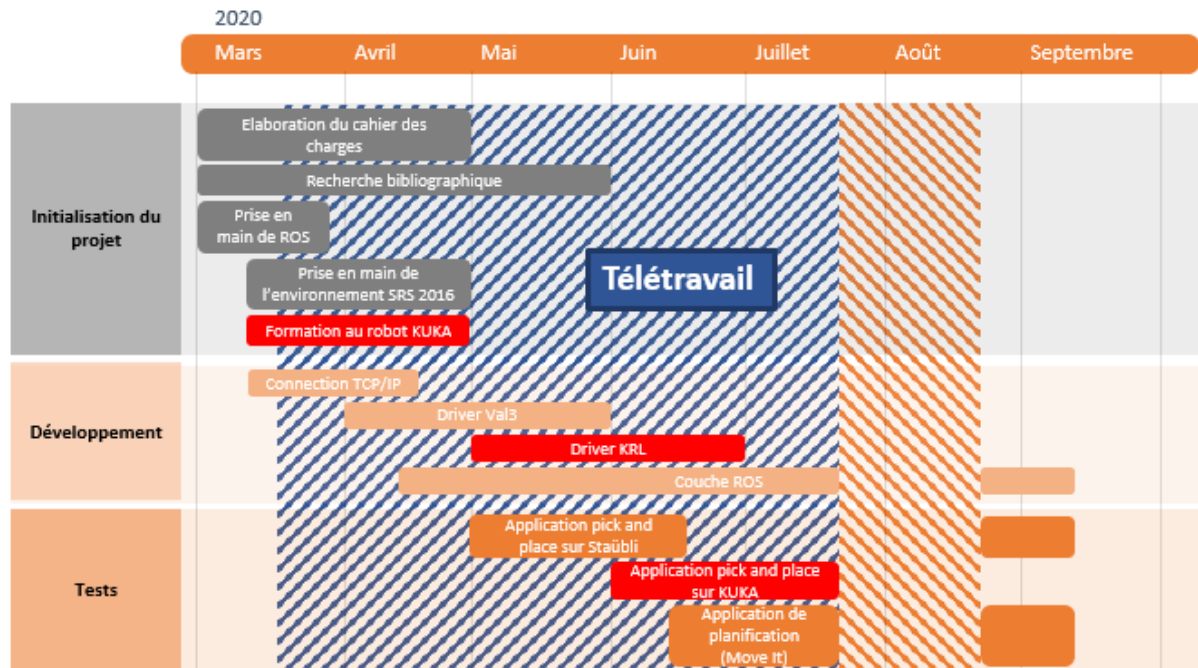 2020
Mars Avril Mai Juin Juillet Août Septembre
Initialisation du
projet
Elaboration du cahier des
charges
Recherche bibliographique
Prise en
main de ROS
Prise en main de
l'environnement SRS 2016
Formation au robot KUKA
Télétravail
Développement
Connection TCP/IP
Driver Val3
Driver KRL
Couche ROS
Tests
Application pick and
place sur Staübli
Application pick and place
sur KUKA
Application de
planification
(Move It)